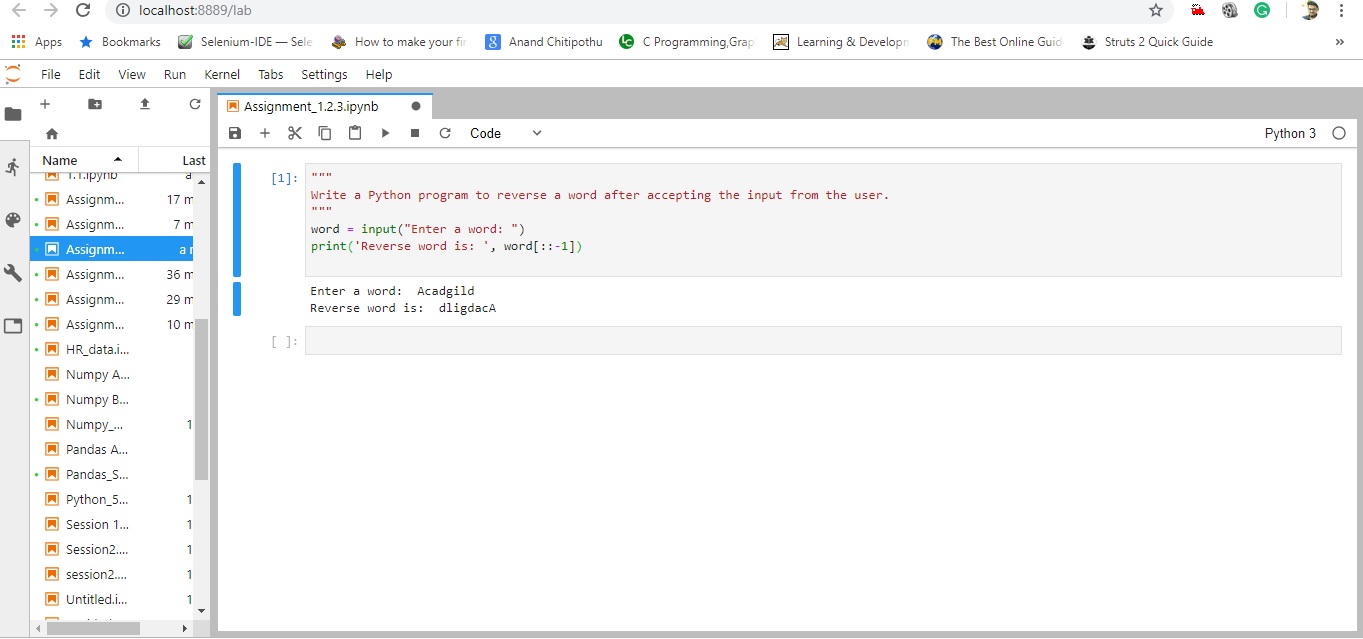 localhost:8889/lab
Apps Bookmarks Selenium-IDE — Sele How to make your fir Anand Chitipothu C Programming,Grap Learning & Developm The Best Online Guid Struts 2 Quick Guide »
File Edit View Run Kernel Tabs Settings Help
Assignment_1.2.3.ipynb
Code Python 3
Name Last
1.1.ipynb a
Assignm... 17 m
Assignm... 7 m
Assignm... a
Assignm... 36 m
Assignm... 29 m
Assignm... 10 m
HR_data.i...
Numpy A...
Numpy B...
Numpy_... 1
Pandas A...
Pandas_S...
Python_5... 1
Session 1... 1
Session2.... 1
session2.... 1
Untitled.i... 1
[1]: """
Write a Python program to reverse a word after accepting the input from the user.
"""
word = input("Enter a word: ")
print('Reverse word is: ', word[::-1])
Enter a word:  Acadgild
Reverse word is:  dligdacA
[ ]: